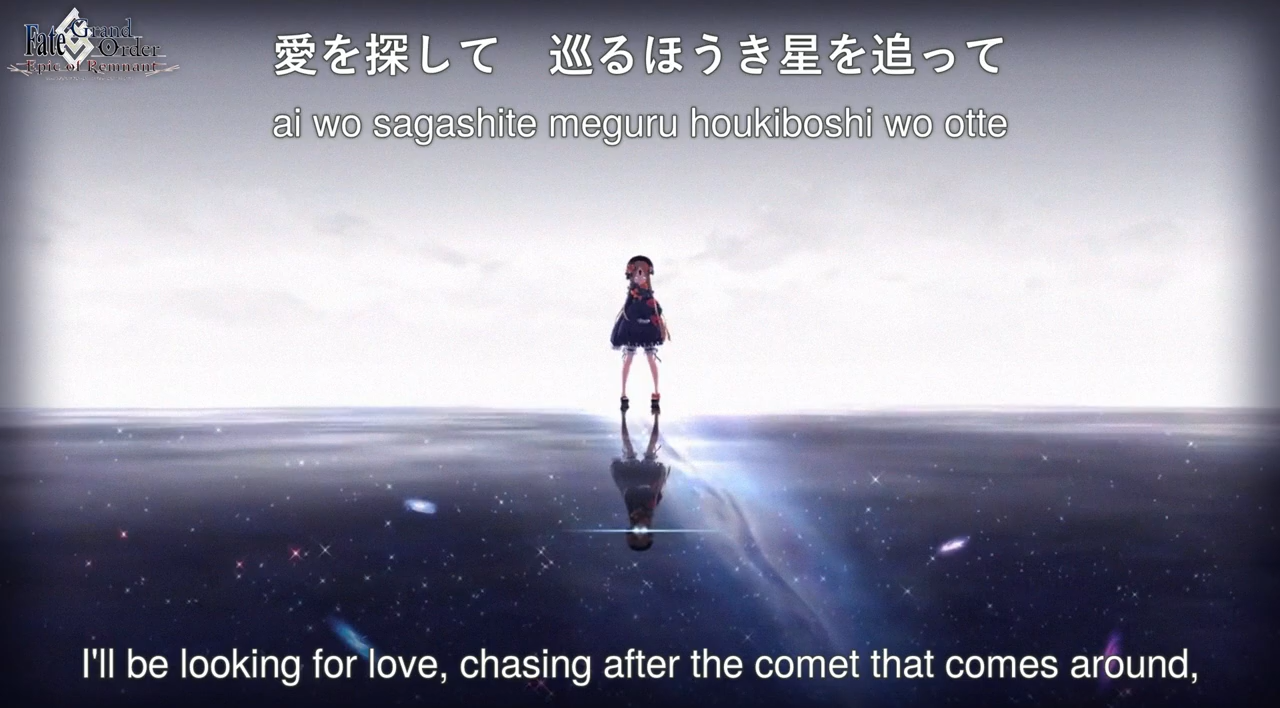 Fate Grand Order
Epic of Remnant
愛を探して　巡るほうき星を追って
ai wo sagashite meguru houkiboshi wo otte
I'll be looking for love, chasing after the comet that comes around,